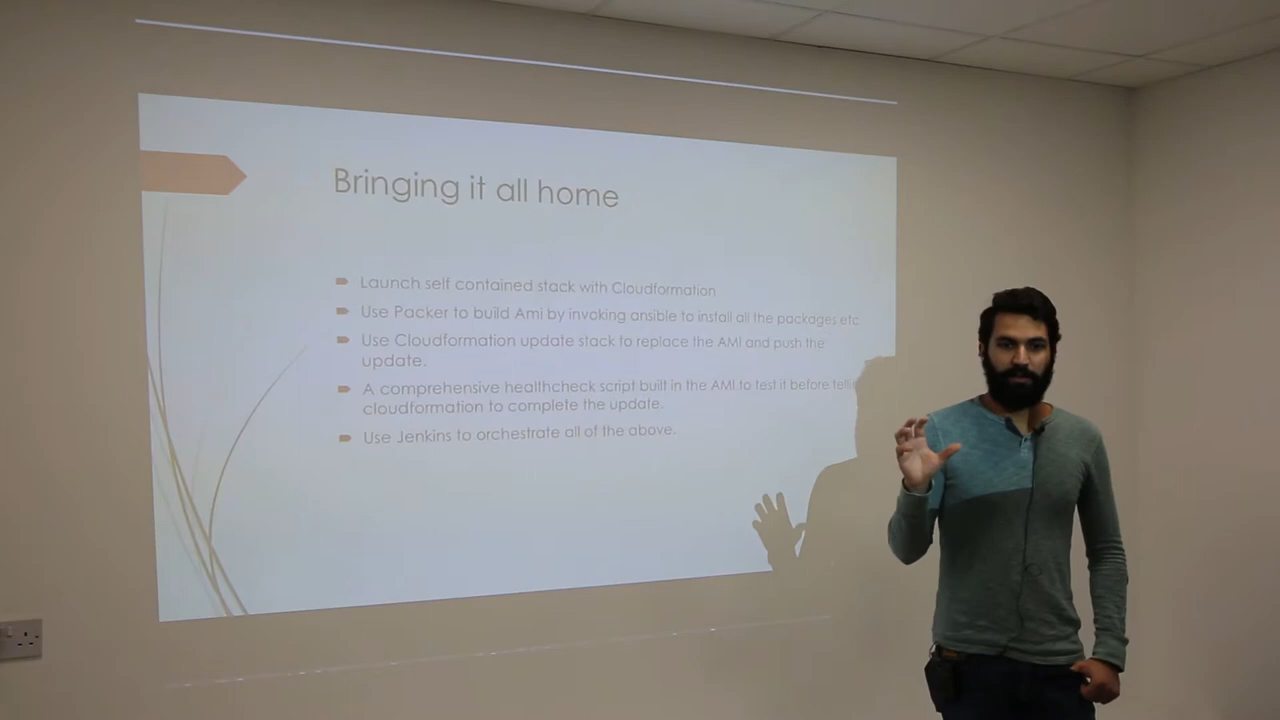 Bringing it all home
Launch self contained stack with Cloudformation
Use Packer to build Ami by invoking ansible to install all the packages etc
Use Cloudformation update stack to replace the AMI and push the
update.
A comprehensive healthcheck script built in the AMI to test it before
cloudformation to complete the update.
Use Jenkins to orchestrate all of the above.